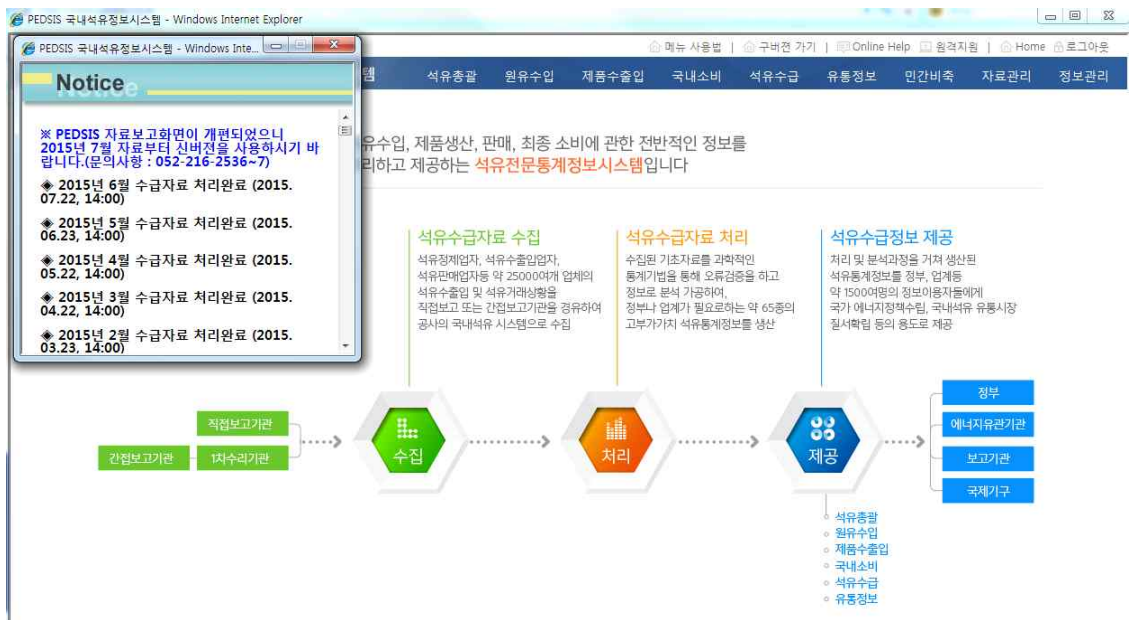 PEDSIS 국내석유정보시스템 - Windows Internet Explorer
PEDSIS 국내석유정보시스템 - Windows Inte...
메뉴 사용법 | 구버전 가기 | Online Help 원격지원 | Home 로그아웃
템 석유총괄 원유수입 제품수출입 국내소비 석유수급 유통정보 민간비축 자료관리 정보관리
Notice
※ PEDSIS 자료보고화면이 개편되었으니
2015년 7월 자료부터 신버전을 사용하시기 바
랍니다.(문의사항 : 052-216-2536~7)
◈ 2015년 6월 수급자료 처리완료 (2015.
07.22, 14:00)
◈ 2015년 5월 수급자료 처리완료 (2015.
06.23, 14:00)
◈ 2015년 4월 수급자료 처리완료 (2015.
05.22, 14:00)
◈ 2015년 3월 수급자료 처리완료 (2015.
04.22, 14:00)
◈ 2015년 2월 수급자료 처리완료 (2015.
03.23, 14:00)
유수입, 제품생산, 판매, 최종 소비에 관한 전반적인 정보를
리하고 제공하는 석유전문통계정보시스템입니다
석유수급자료 수집
석유정제업자, 석유수출입업자,
석유판매업자등 약 25000여개 업체의
석유수출입 및 석유거래상황을
직접보고 또는 간접보고기관을 경유하여
공사의 국내석유 시스템으로 수집
석유수급자료 처리
수집된 기초자료를 과학적인
통계기법을 통해 오류검증을 하고
정보로 분석 가공하여,
정부나 업계가 필요로하는 약 65종의
고부가가치 석유통계정보를 생산
석유수급정보 제공
처리 및 분석과정을 거쳐 생산된
석유통계정보를 정부, 업계등
약 1500여명의 정보이용자들에게
국가 에너지정책수립, 국내석유 유통시장
질서확립 등의 용도로 제공
직접보고기관
간접보고기관
1차수리기관
수집
처리
제공
정부
에너지유관기관
보고기관
국제기구
석유총괄
원유수입
제품수출입
국내소비
석유수급
유통정보